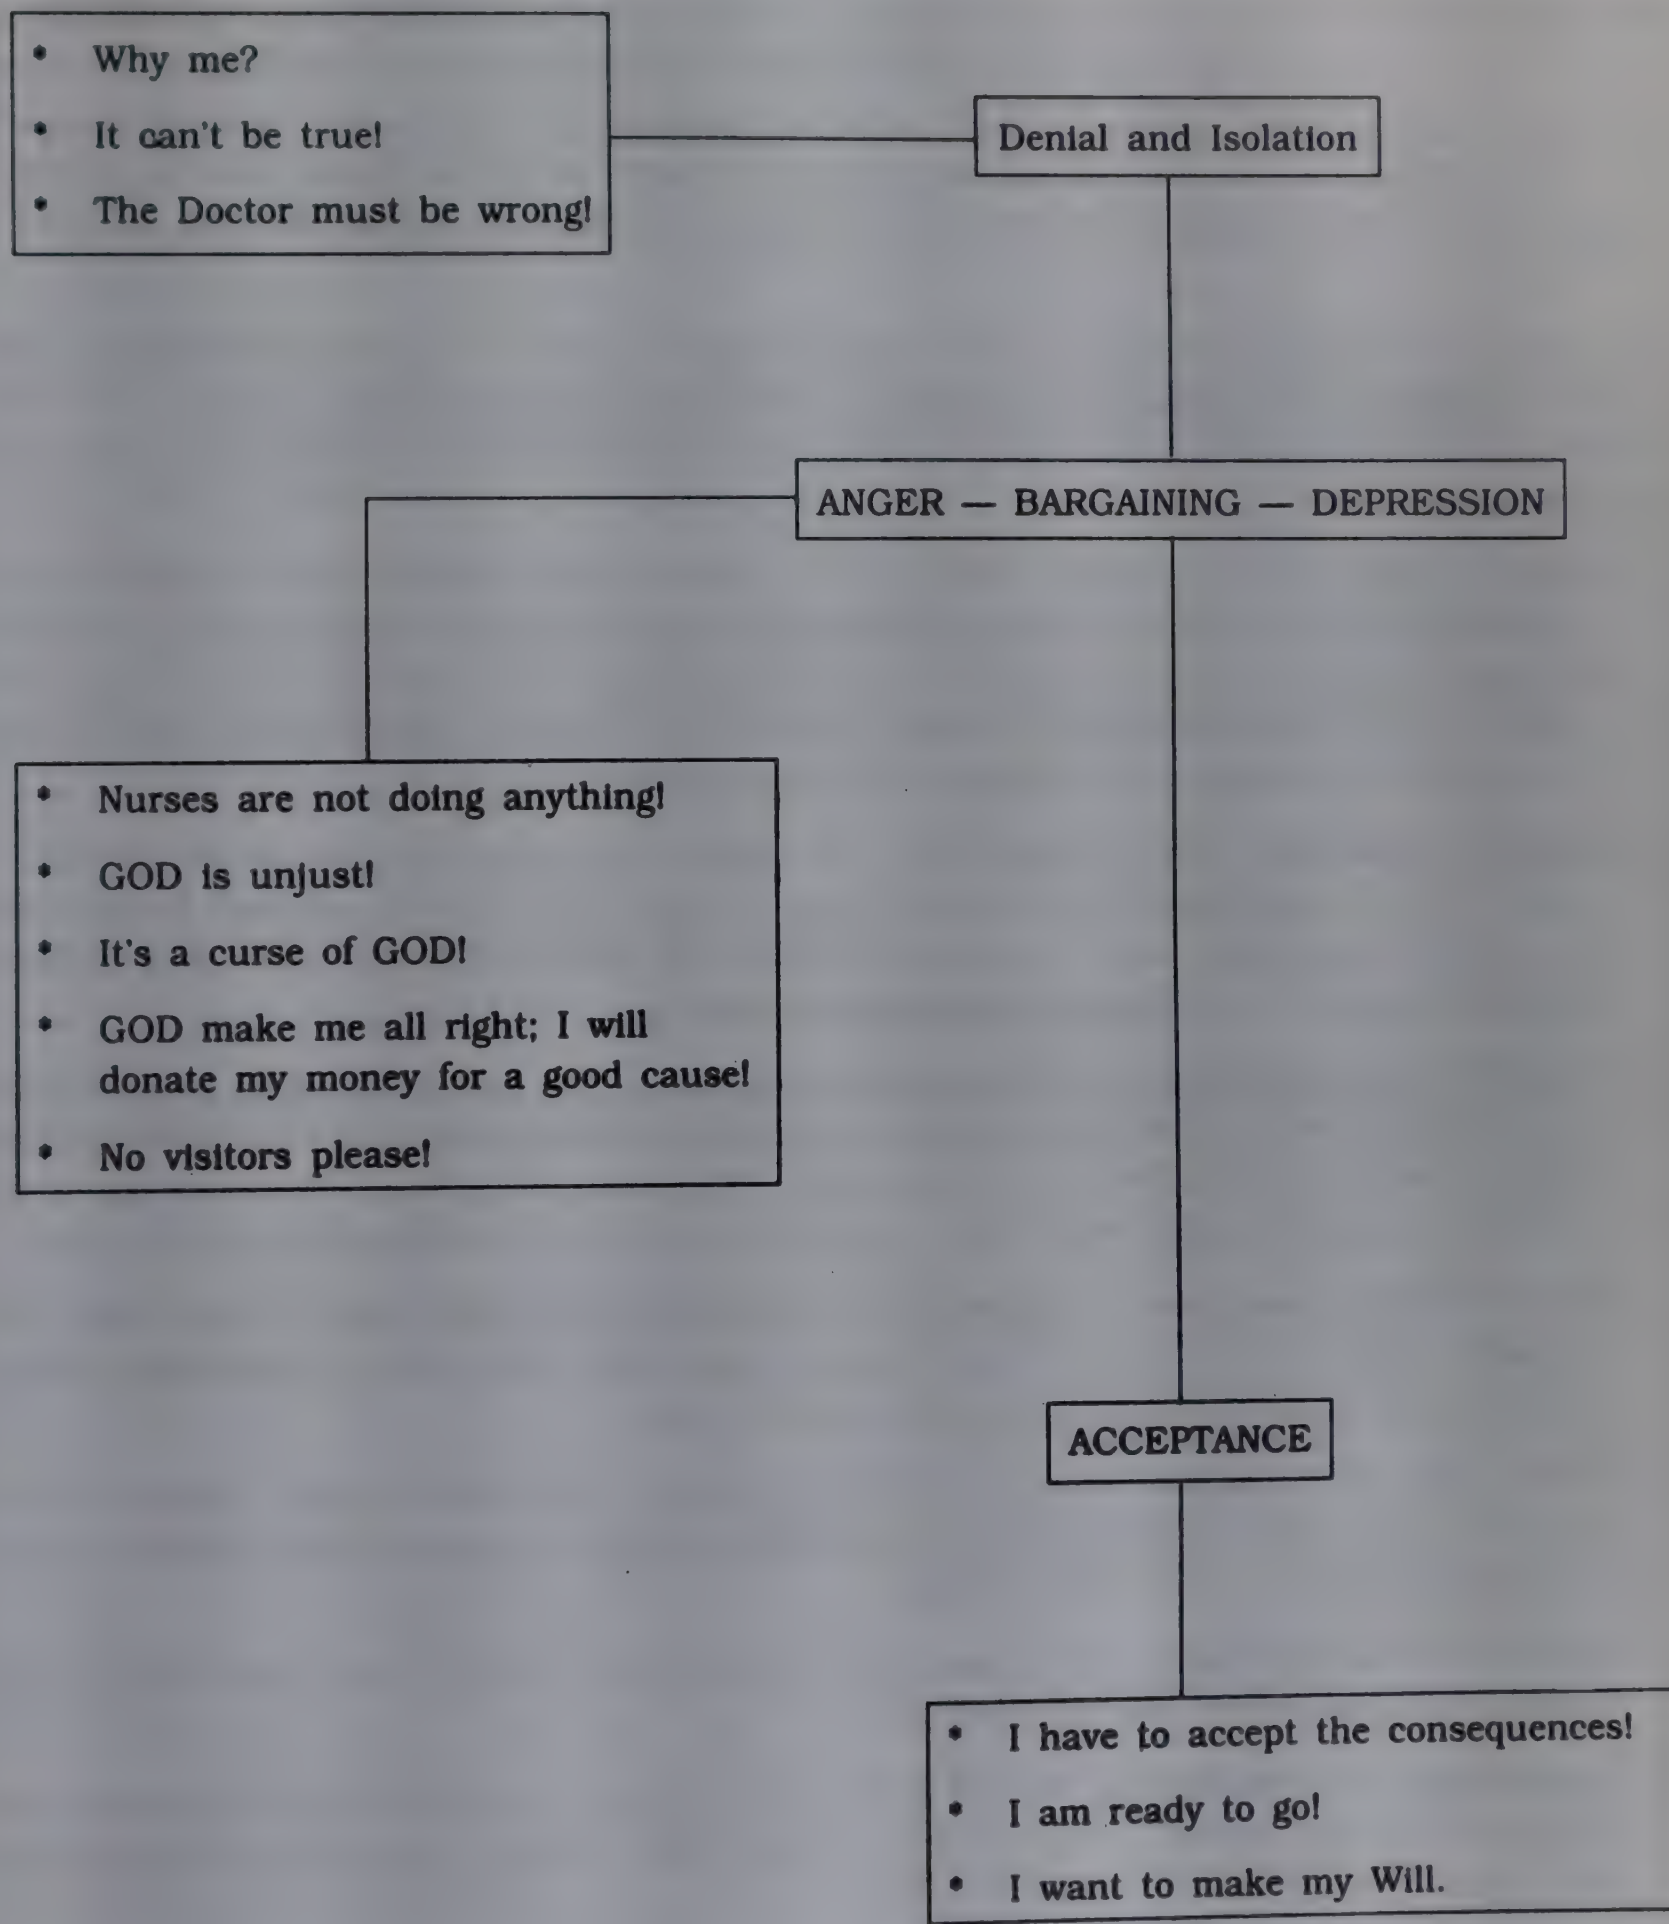 * Why me?
* It can't be true!
* The Doctor must be wrong!
Denial and Isolation
ANGER — BARGAINING — DEPRESSION
* Nurses are not doing anything!
* GOD is unjust!
* It's a curse of GOD!
* GOD make me all right; I will
donate my money for a good cause!
* No visitors please!
ACCEPTANCE
* I have to accept the consequences!
* I am ready to go!
* I want to make my Will.